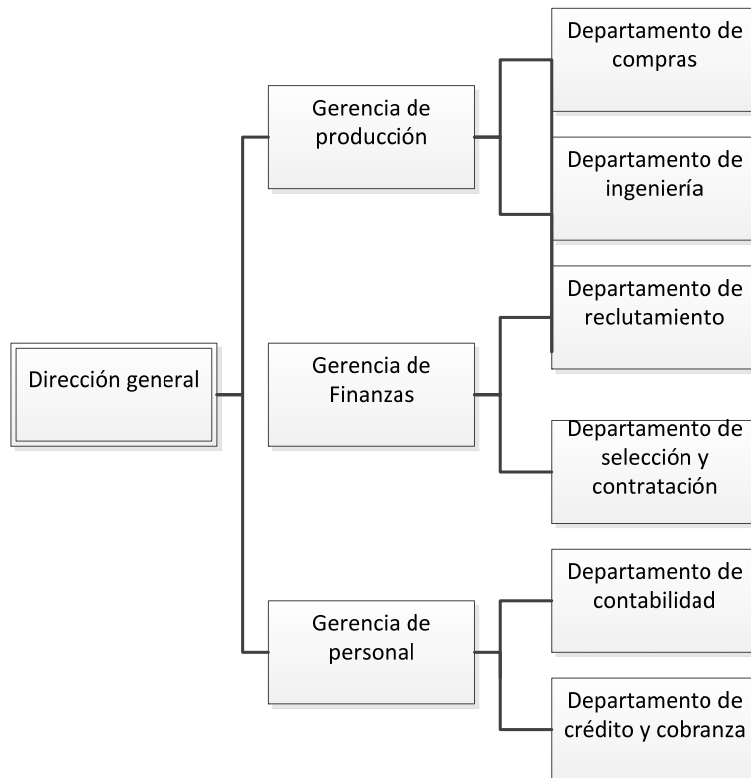 Dirección general
Gerencia de
producción
Departamento de
compras
Departamento de
ingeniería
Gerencia de
Finanzas
Departamento de
reclutamiento
Departamento de
selección y
contratación
Gerencia de
personal
Departamento de
contabilidad
Departamento de
crédito y cobranza